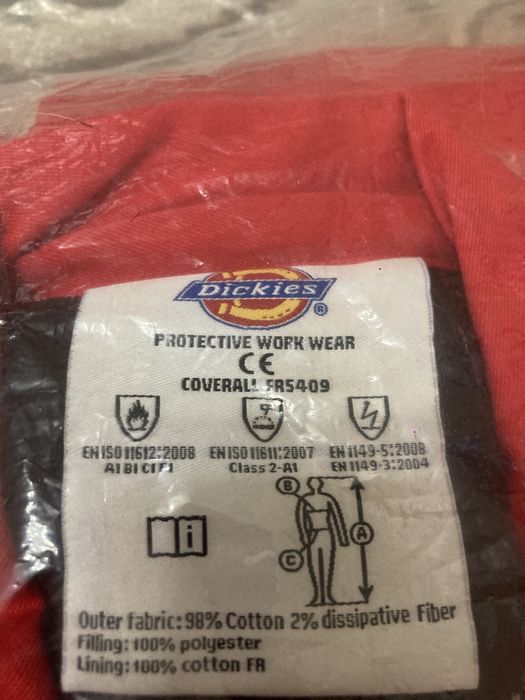 Dickies
®
PROTECTIVE WORK WEAR
CE
COVERALL FR5409
EN ISO 11612:2008 EN ISO 11611:2007 EN 1149-5:2008
A1 B1 C1 F1 Class 2-A1 EN 1149-3:2004
B
A
C
i
Outer fabric: 98% Cotton 2% dissipative Fiber
Filling: 100% polyester
Lining: 100% cotton FR